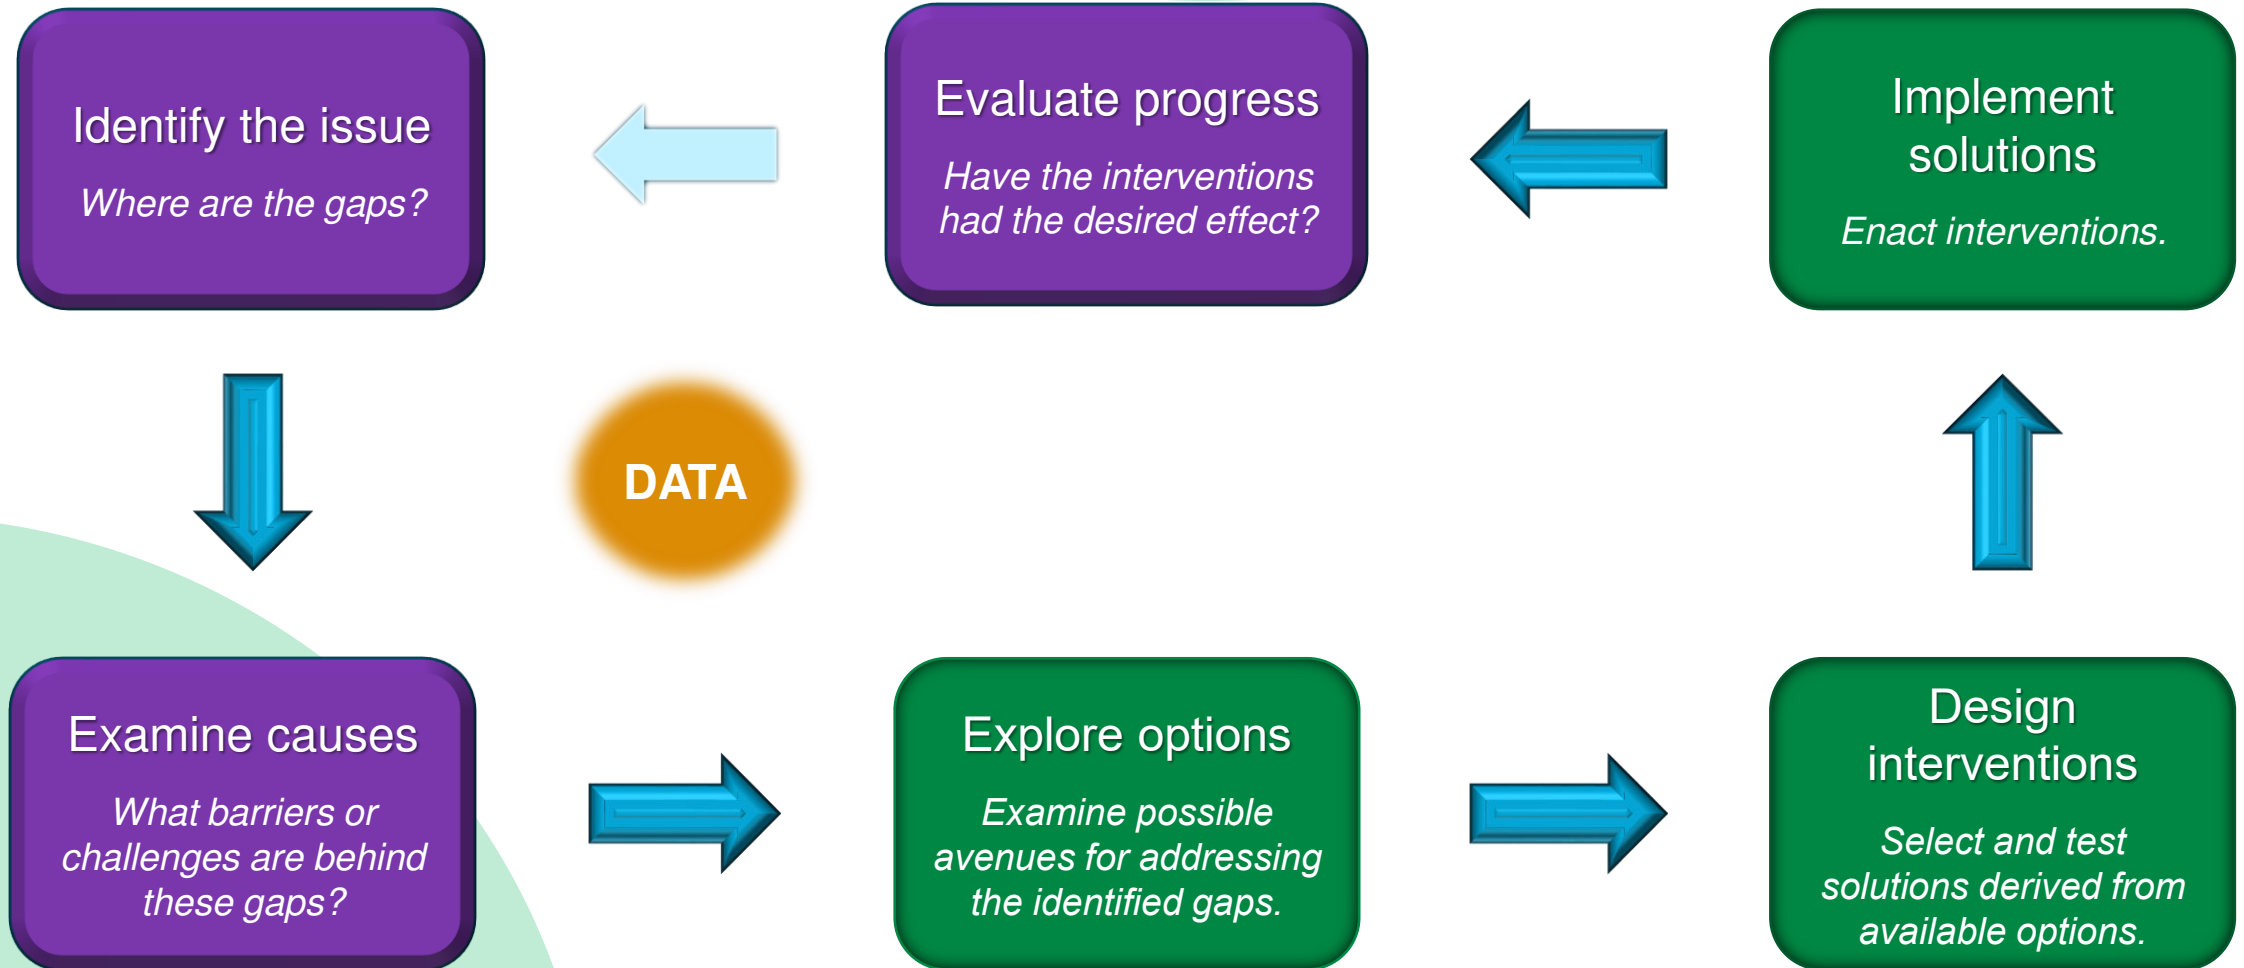 Identify the issue
Where are the gaps?
Evaluate progress
Have the interventions
had the desired effect?
Implement
solutions
Enact interventions.
DATA
Examine causes
What barriers or
challenges are behind
these gaps?
Explore options
Examine possible
avenues for addressing
the identified gaps.
Design
interventions
Select and test
solutions derived from
available options.